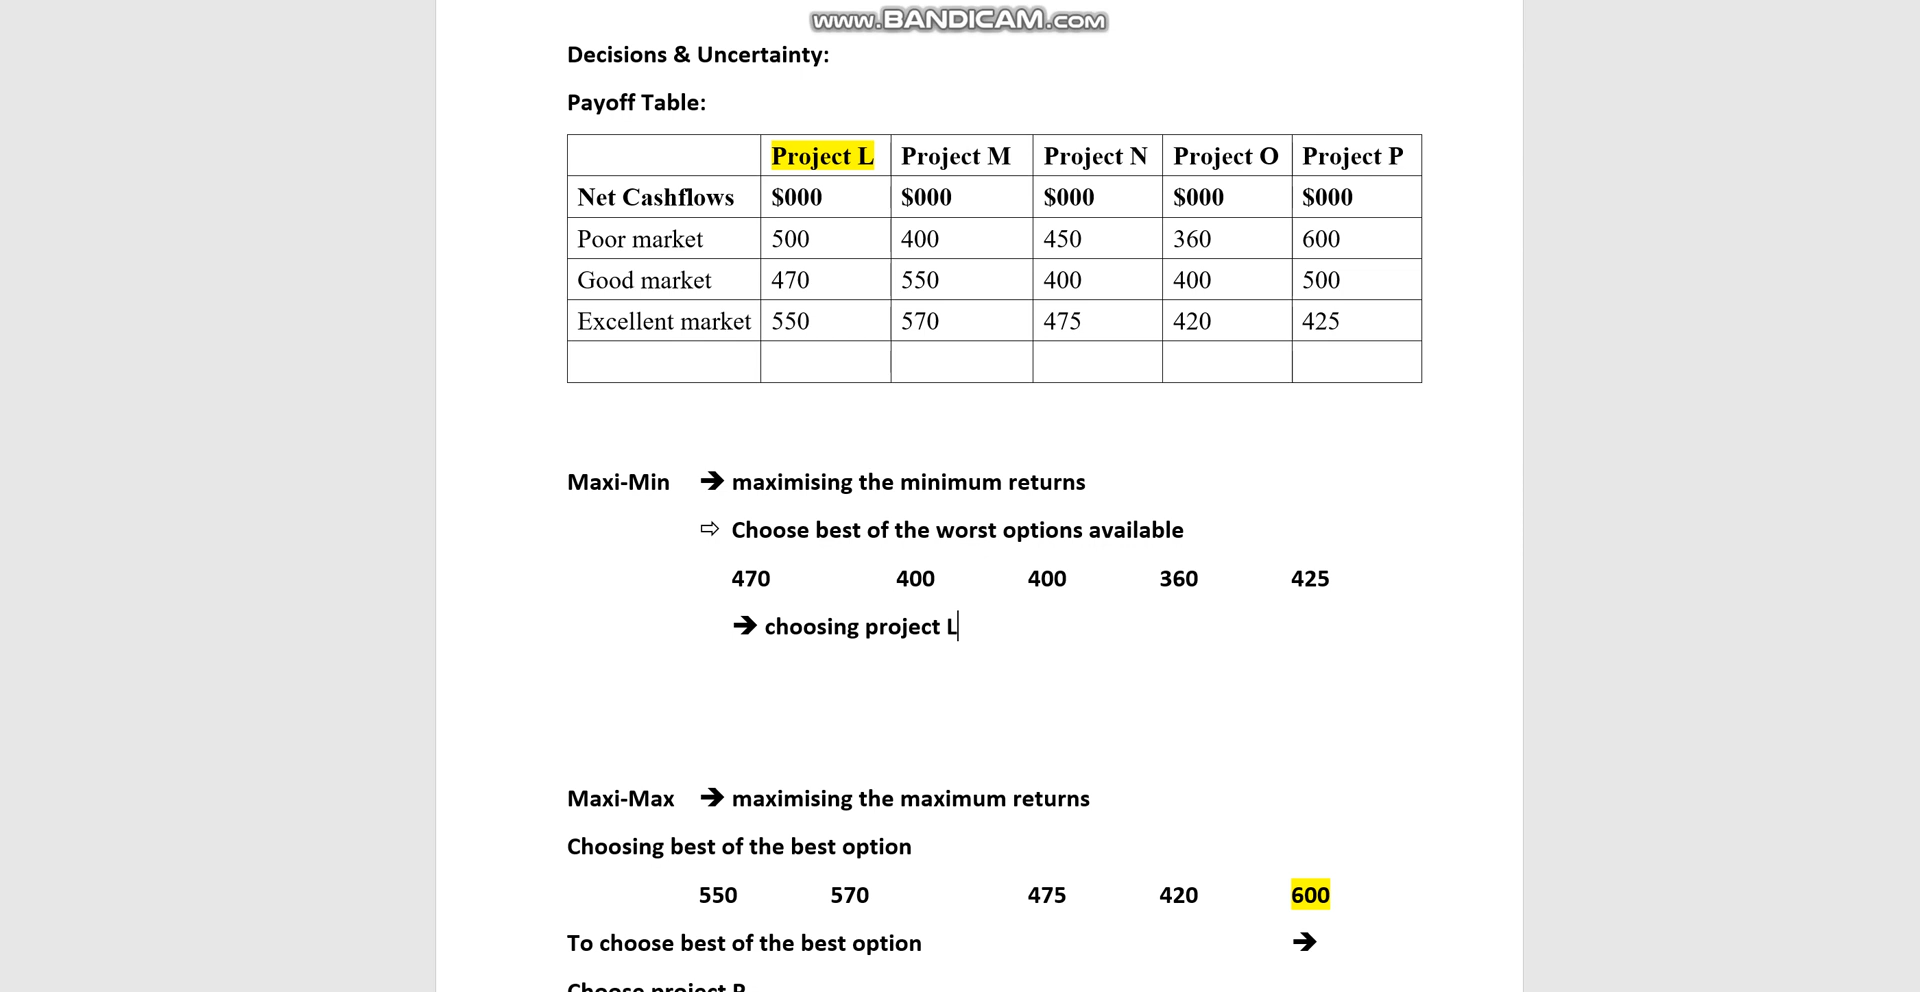 www.BANDICAM.com
Decisions & Uncertainty:
Payoff Table:
Project L Project M Project N Project O Project P
Net Cashflows $000 $000 $000 $000 $000
Poor market 500 400 450 360 600
Good market 470 550 400 400 500
Excellent market 550 570 475 420 425
Maxi-Min ➔ maximising the minimum returns
⇨ Choose best of the worst options available
470 400 400 360 425
➔ choosing project L
Maxi-Max ➔ maximising the maximum returns
Choosing best of the best option
550 570 475 420 600
To choose best of the best option ➔
Choose project P